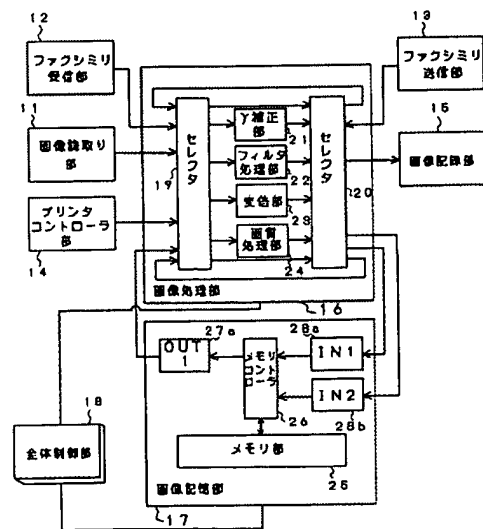 12
ファクシミリ
受信部
11
画像読取り
部
プリンタ
コントローラ
部
14
セレクタ
19
γ補正
部
21
フィルタ
処理部
22
変倍部
23
画質
処理部
24
セレクタ
20
画像処理部
16
13
ファクシミリ
送信部
15
画像記録部
27a
OUT
1
メモリ
コント
ローラ
26
28a
IN1
IN2
28b
メモリ部
25
画像記憶部
17
18
全体制御部